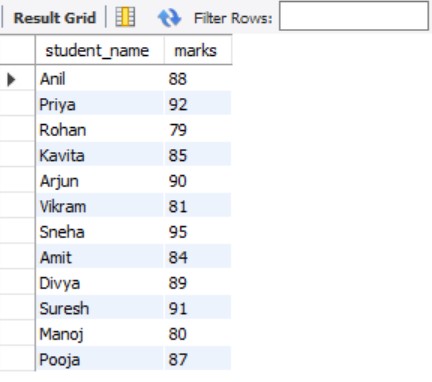 Result Grid Filter Rows:
student_name marks
Anil 88
Priya 92
Rohan 79
Kavita 85
Arjun 90
Vikram 81
Sneha 95
Amit 84
Divya 89
Suresh 91
Manoj 80
Pooja 87